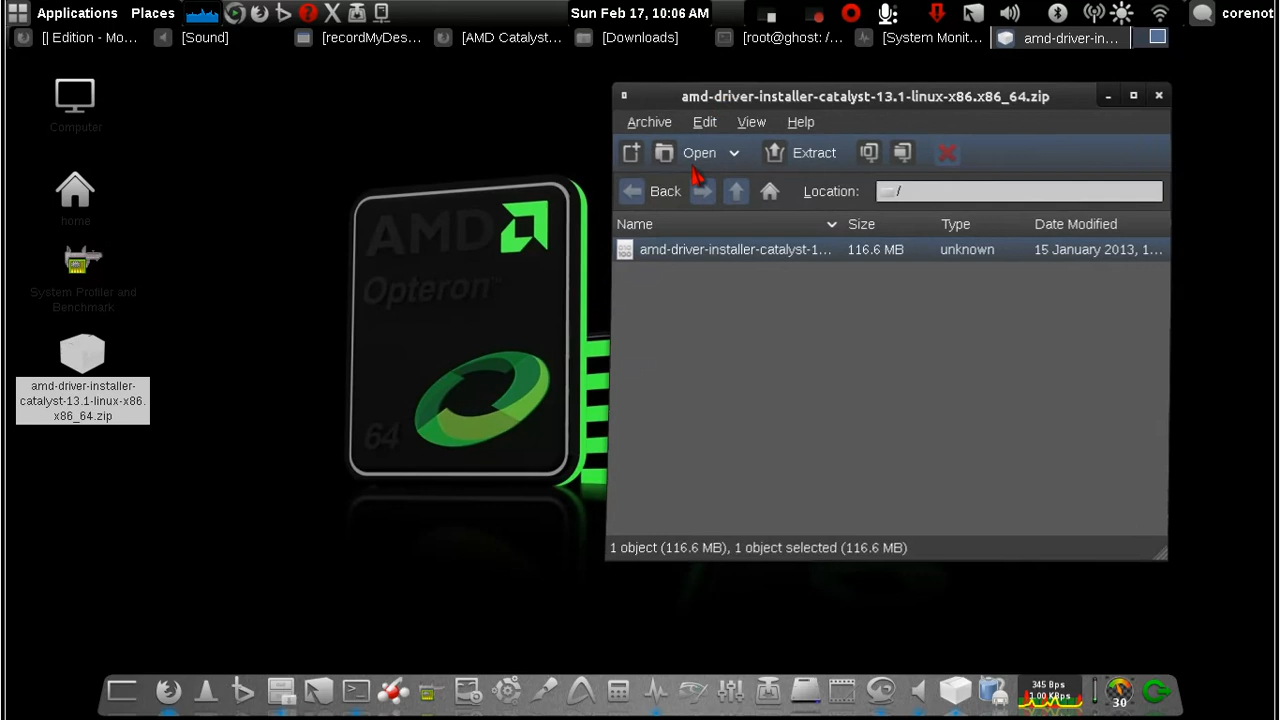 Applications Places
Sun Feb 17, 10:06 AM
corenot
[] Edition - Mo...
[Sound]
[recordMyDes...
[AMD Catalyst...
[Downloads]
[root@ghost: /...
[System Monit...
amd-driver-in...
Computer
home
System Profiler and
Benchmark
amd-driver-installer-
catalyst-13.1-linux-x86.
x86_64.zip
AMD
Opteron™
64
amd-driver-installer-catalyst-13.1-linux-x86.x86_64.zip
Archive Edit View Help
Open Extract
Back Location: /
Name Size Type Date Modified
amd-driver-installer-catalyst-1... 116.6 MB unknown 15 January 2013, 1...
1 object (116.6 MB), 1 object selected (116.6 MB)
345 Bps
1.00 KBps
30